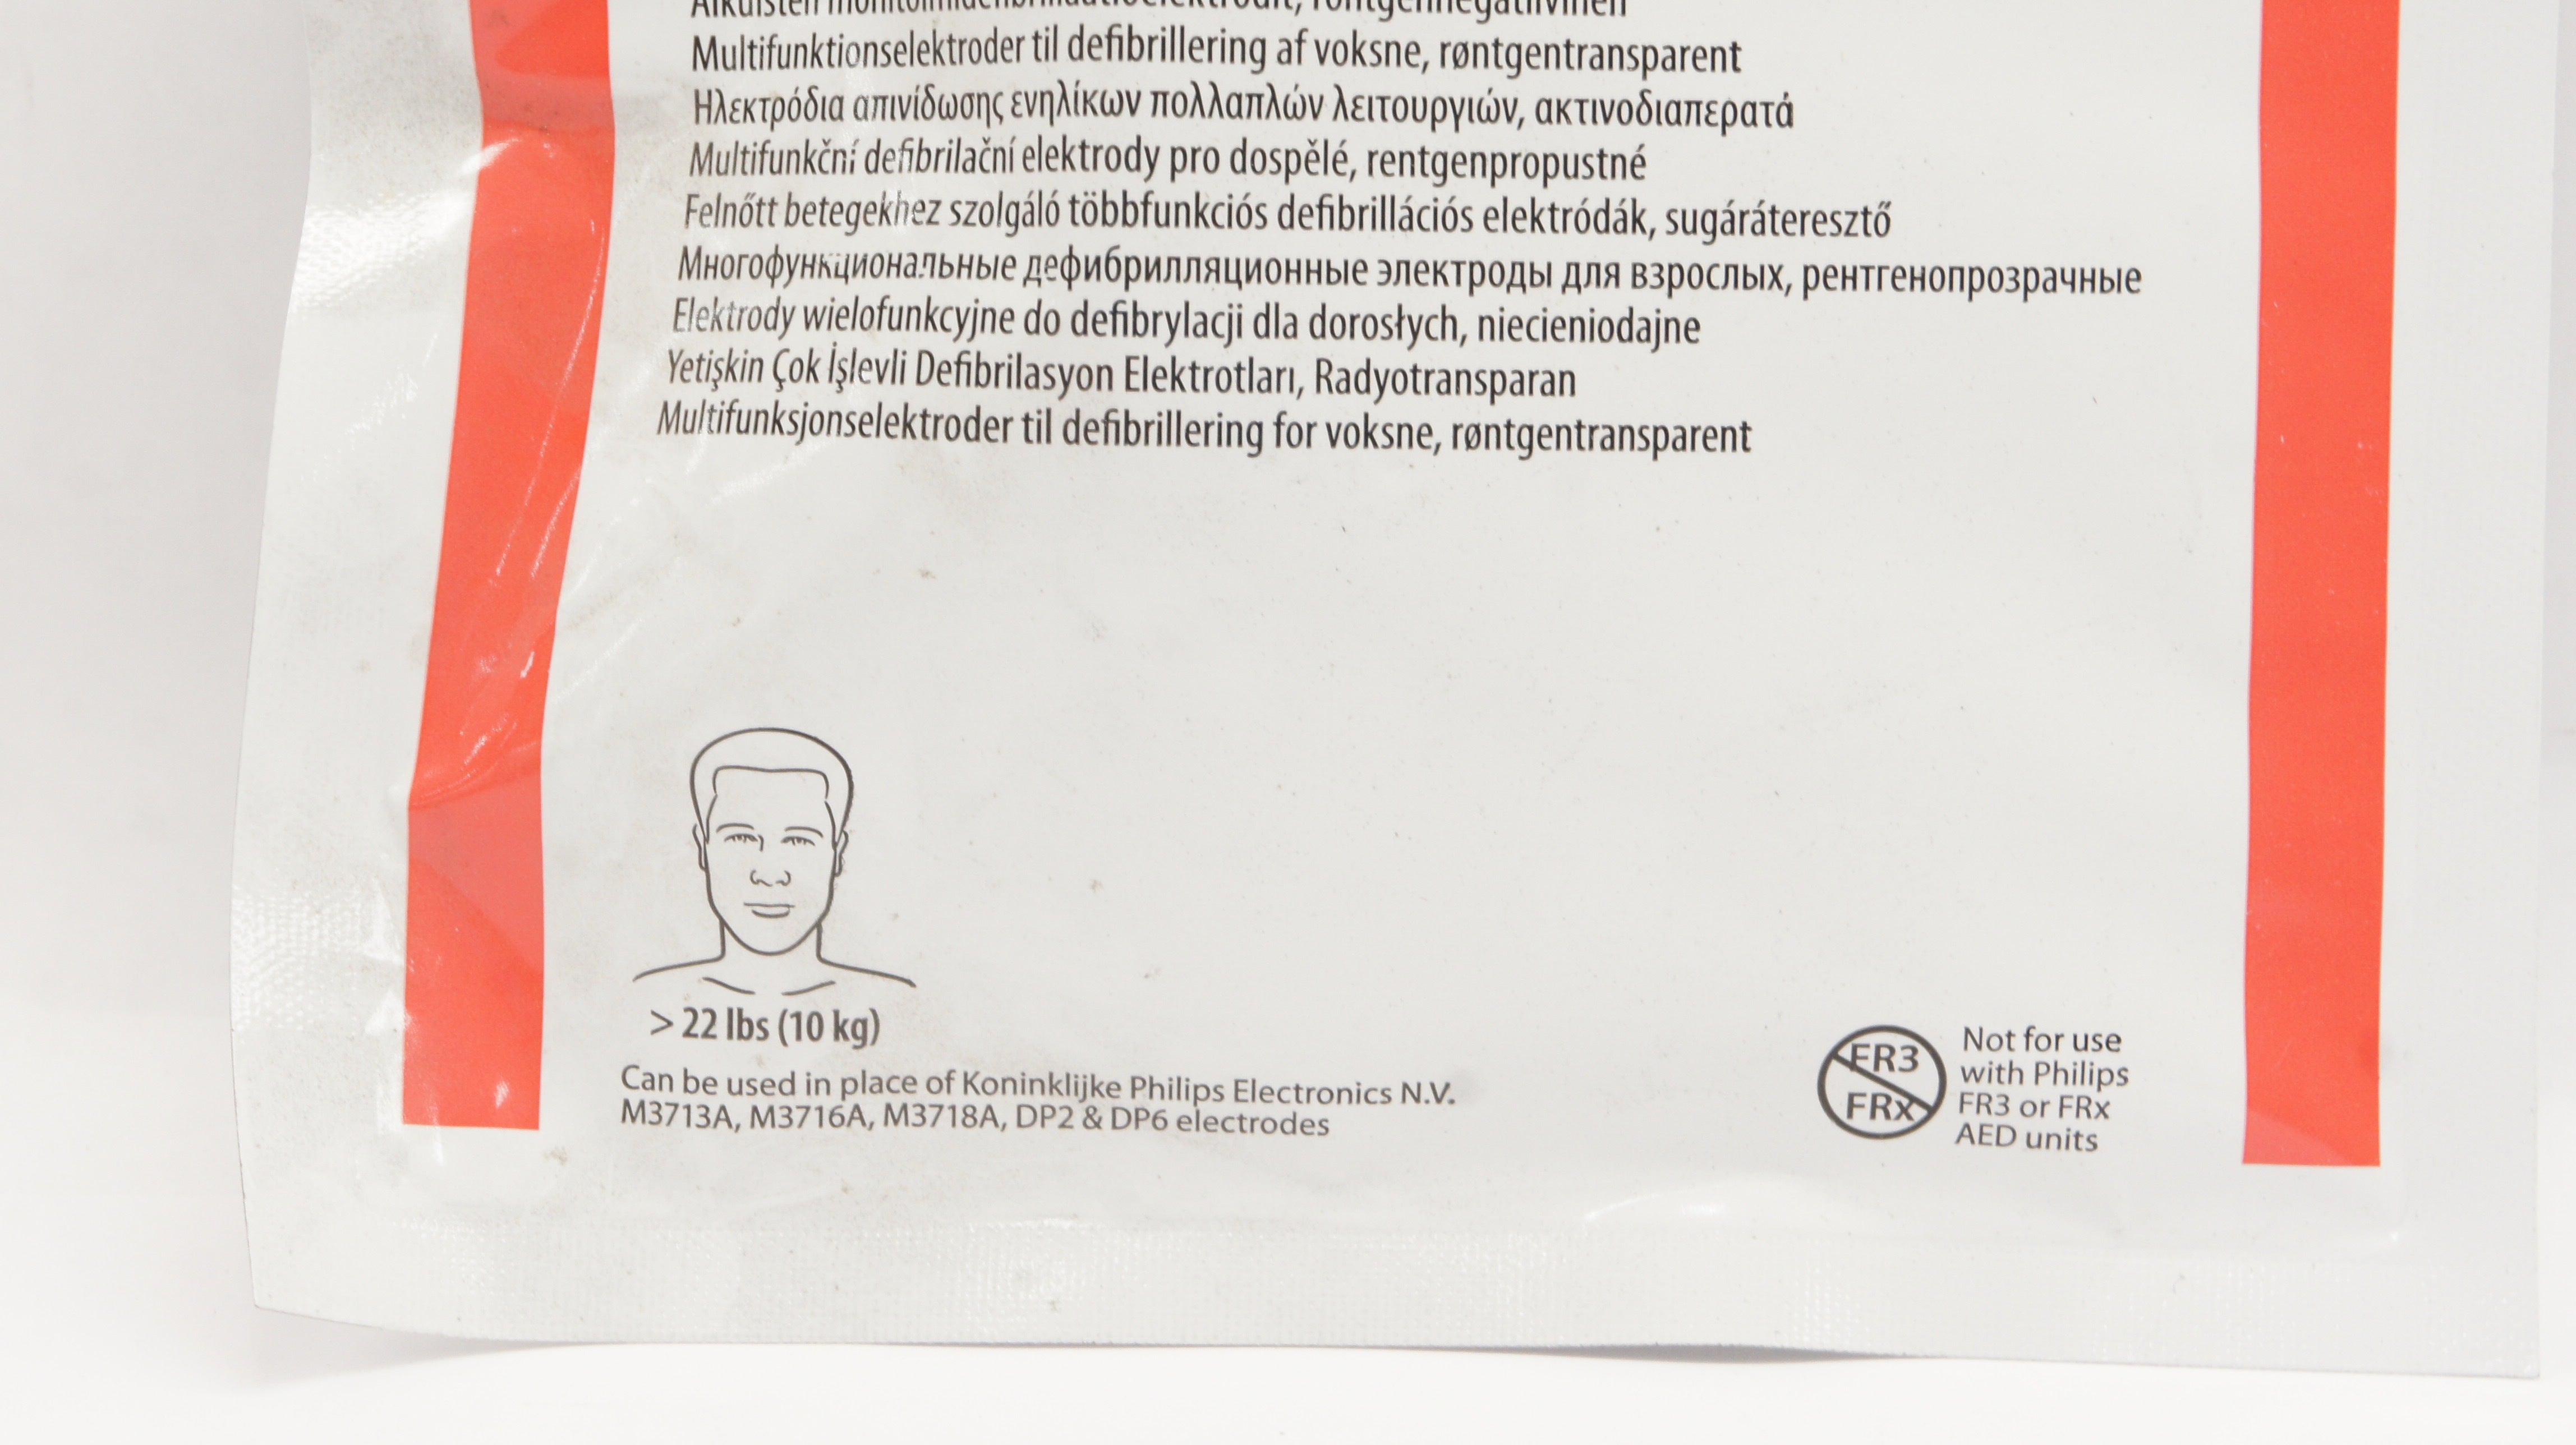 Aikuisten monitoimidefibrillaatioelektrodit, röntgennegatiivinen
Multifunktionselektroder til defibrillering af voksne, røntgentransparent
Ηλεκτρόδια απινίδωσης ενηλίκων πολλαπλών λειτουργιών, ακτινοδιαπερατά
Multifunkční defibrilační elektrody pro dospělé, rentgenpropustné
Felnőtt betegekhez szolgáló többfunkciós defibrillációs elektródák, sugáráteresztő
Многофункциональные дефибрилляционные электроды для взрослых, рентгенопрозрачные
Elektrody wielofunkcyjne do defibrylacji dla dorosłych, niecieniodajne
Yetişkin Çok İşlevli Defibrilasyon Elektrotları, Radyotransparan
Multifunksjonselektroder til defibrillering for voksne, røntgentransparent
> 22 lbs (10 kg)
Can be used in place of Koninklijke Philips Electronics N.V.
M3713A, M3716A, M3718A, DP2 & DP6 electrodes
FR3
FRx
Not for use
with Philips
FR3 or FRx
AED units